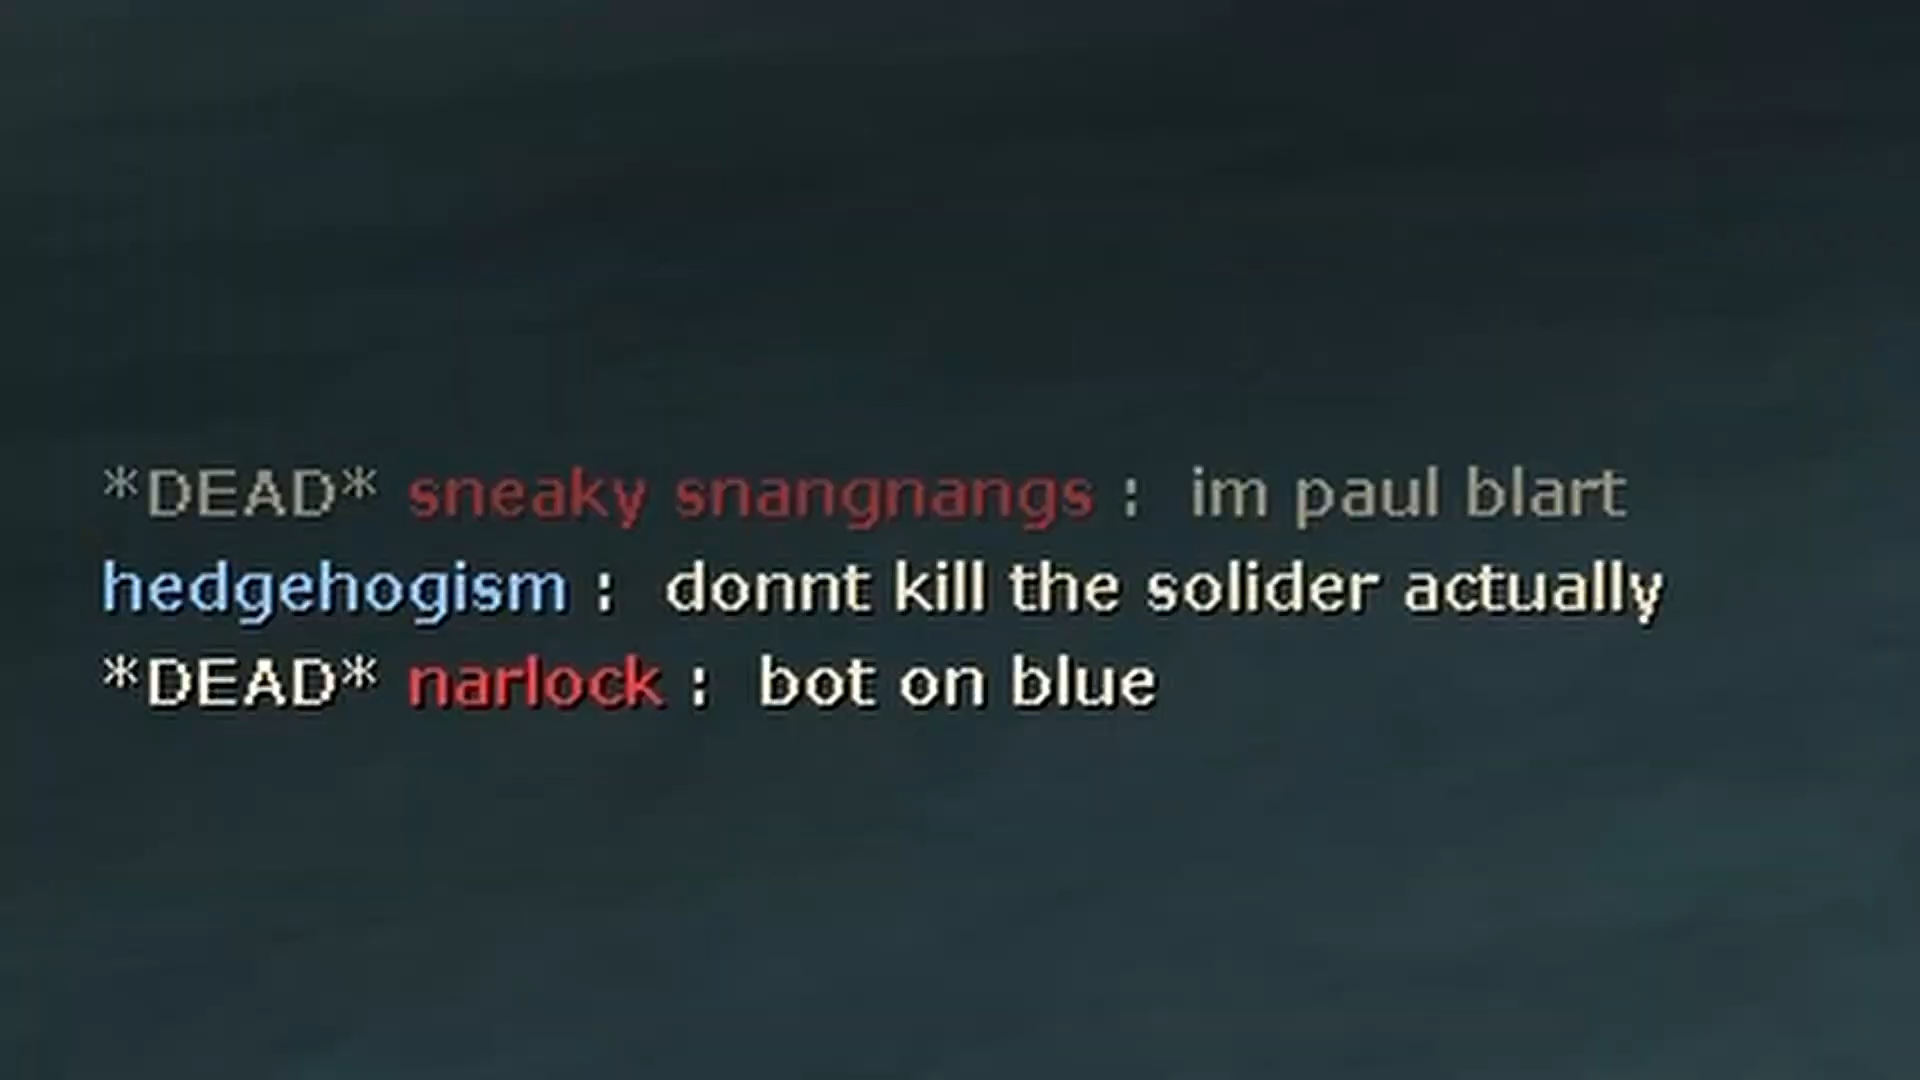 *DEAD* sneaky snangnangs :  im paul blart
hedgehogism :  donnt kill the solider actually
*DEAD* narlock :  bot on blue